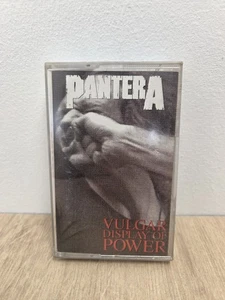 PANTERA
VULGAR
DISPLAY OF
POWER